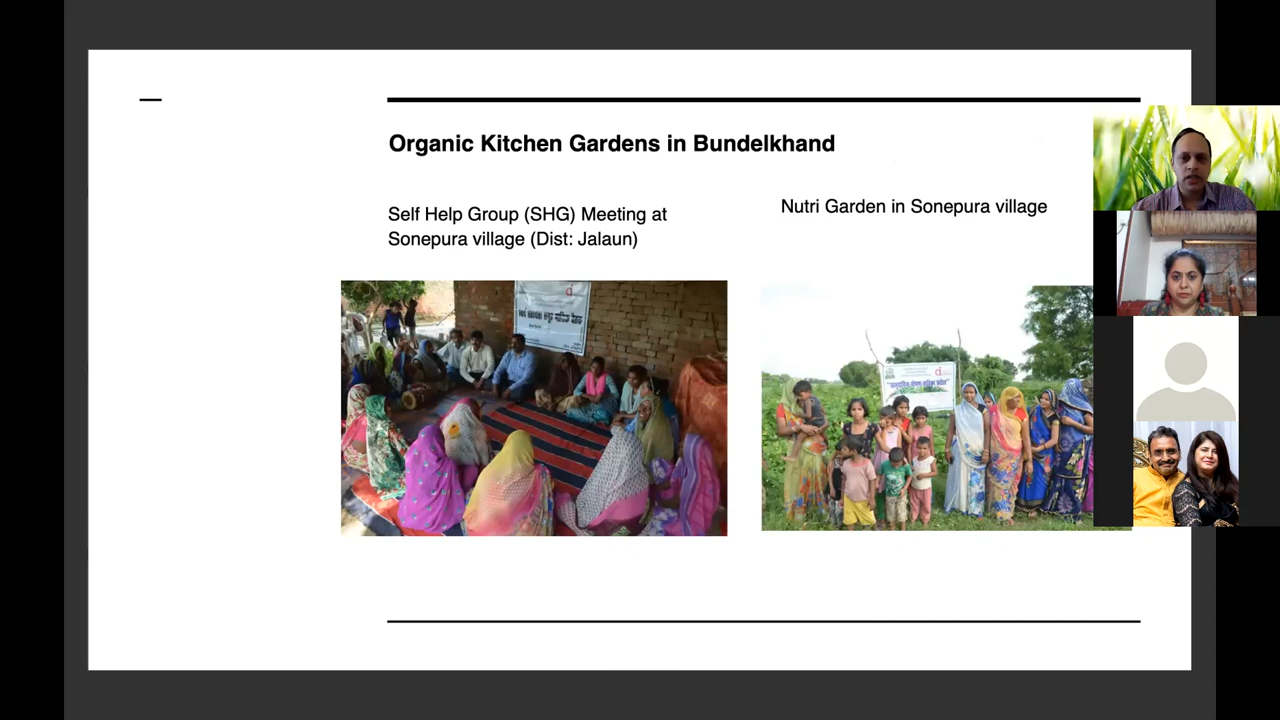 Organic Kitchen Gardens in Bundelkhand
Self Help Group (SHG) Meeting at
Sonepura village (Dist: Jalaun)
Nutri Garden in Sonepura village